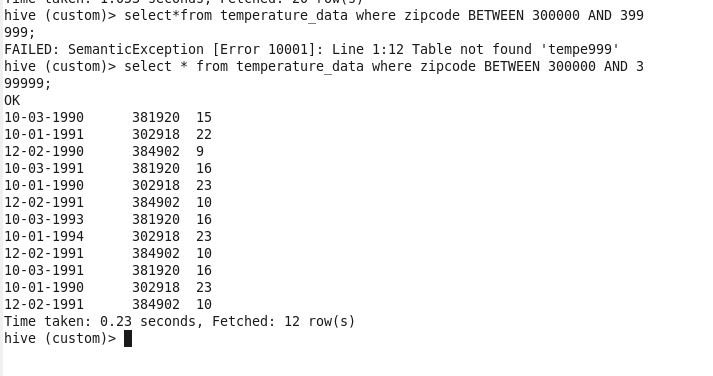 Time taken: 1.053 seconds, Fetched: 20 row(s)
hive (custom)> select*from temperature_data where zipcode BETWEEN 300000 AND 399
999;
FAILED: SemanticException [Error 10001]: Line 1:12 Table not found 'tempe999'
hive (custom)> select * from temperature_data where zipcode BETWEEN 300000 AND 3
99999;
OK
10-03-1990 381920 15
10-01-1991 302918 22
12-02-1990 384902 9
10-03-1991 381920 16
10-01-1990 302918 23
12-02-1991 384902 10
10-03-1993 381920 16
10-01-1994 302918 23
12-02-1991 384902 10
10-03-1991 381920 16
10-01-1990 302918 23
12-02-1991 384902 10
Time taken: 0.23 seconds, Fetched: 12 row(s)
hive (custom)>